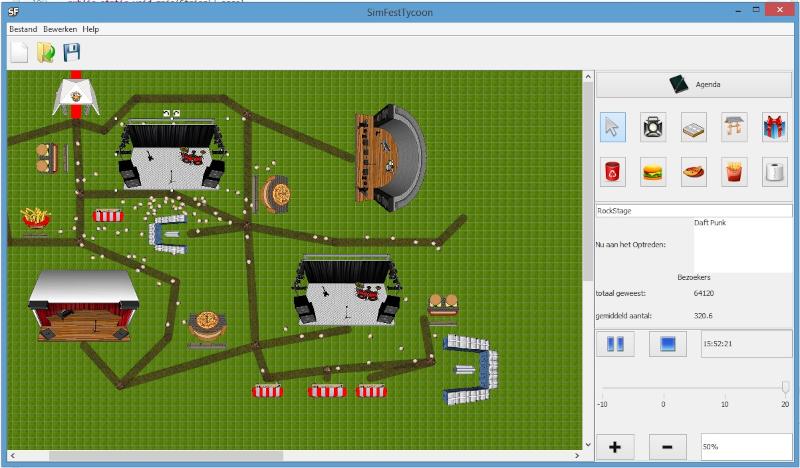 SF SimFestTycoon
Bestand Bewerken Help
Agenda
RockStage
Daft Punk
Nu aan het Optreden:
Bezoekers
totaal geweest: 64120
gemiddeld aantal: 320.6
15:52:21
-10 0 10 20
50%